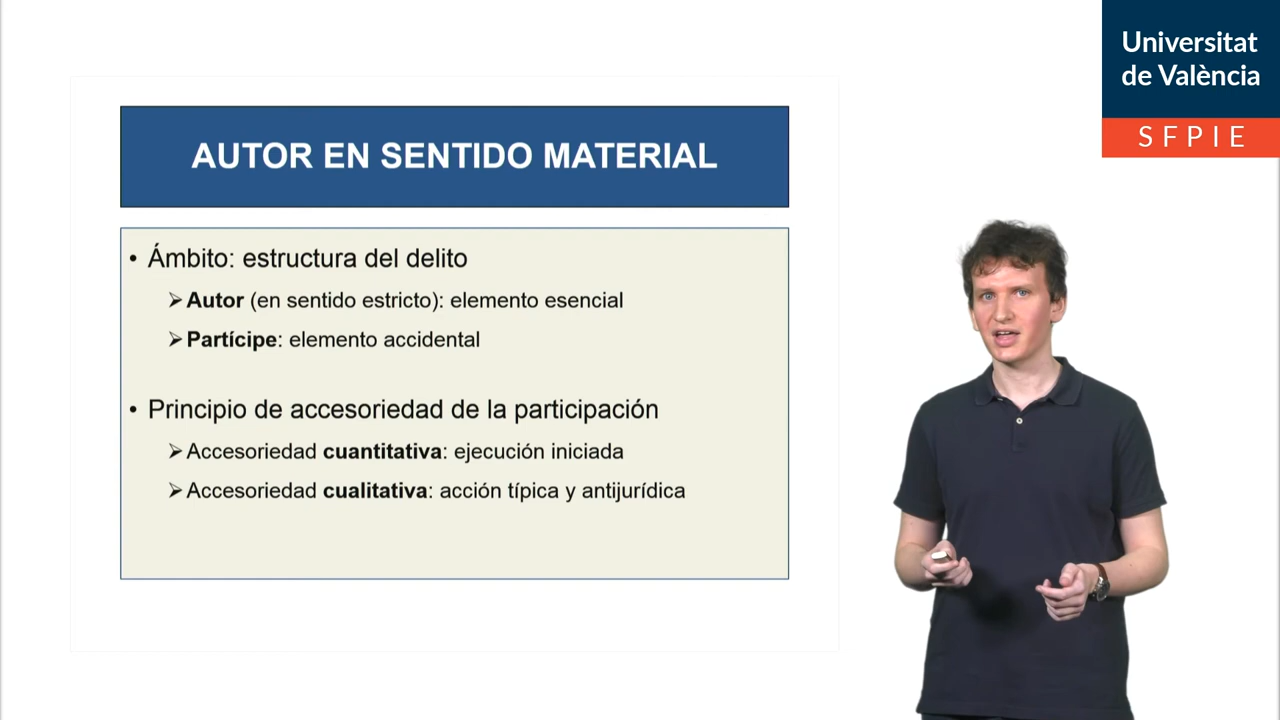 Universitat
de València
SFPIE
AUTOR EN SENTIDO MATERIAL
• Ámbito: estructura del delito
➢Autor (en sentido estricto): elemento esencial
➢Partícipe: elemento accidental
• Principio de accesoriedad de la participación
➢Accesoriedad cuantitativa: ejecución iniciada
➢Accesoriedad cualitativa: acción típica y antijurídica